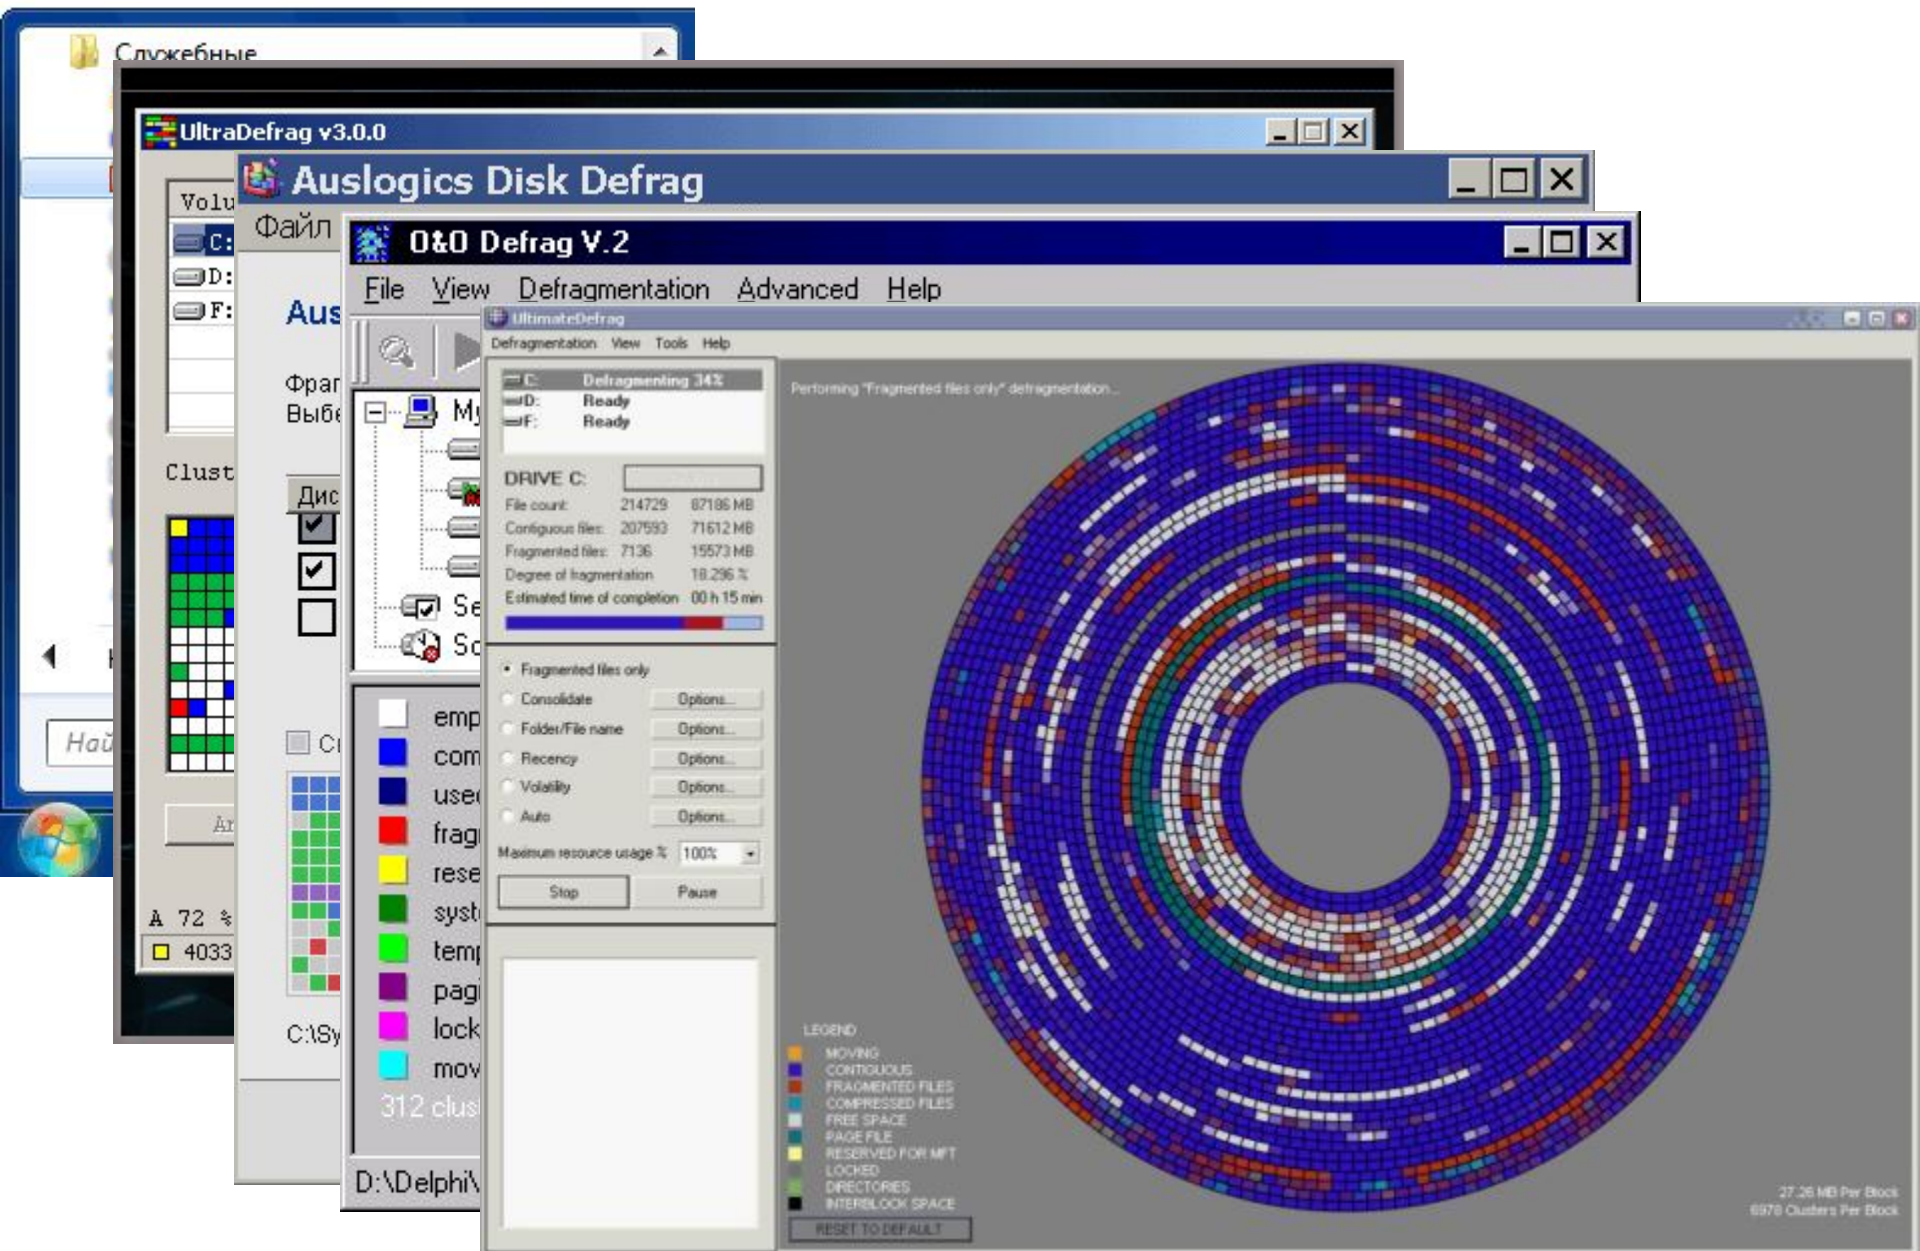 Служебные
UltraDefrag v3.0.0
Volu
C:
D:
F:
Clust
A 72 %
4033
Auslogics Disk Defrag
Файл
Aus
Фраг
Выбе
Дис
C:\Sy
O&O Defrag V.2
File View Defragmentation Advanced Help
My
Se
Sc
emp
com
used
frag
rese
syst
temp
pagi
lock
mov
312 clus
D:\Delphi\
UltimateDefrag
Defragmentation View Tools Help
C: Defragmenting 34%
D: Ready
F: Ready
DRIVE C:
File count: 214729 87186 MB
Contiguous files: 207593 71612 MB
Fragmented files: 7136 15573 MB
Degree of fragmentation 18.296 %
Estimated time of completion 00 h 15 min
Fragmented files only
Consolidate Options...
Folder/File name Options...
Recency Options...
Volatility Options...
Auto Options...
Maximum resource usage % 100%
Stop Pause
Performing "Fragmented files only" defragmentation...
LEGEND
MOVING
CONTIGUOUS
FRAGMENTED FILES
COMPRESSED FILES
FREE SPACE
PAGE FILE
RESERVED FOR MFT
LOCKED
DIRECTORIES
INTERBLOCK SPACE
RESET TO DEFAULT
27.26 MB Per Block
6978 Clusters Per Block
Най